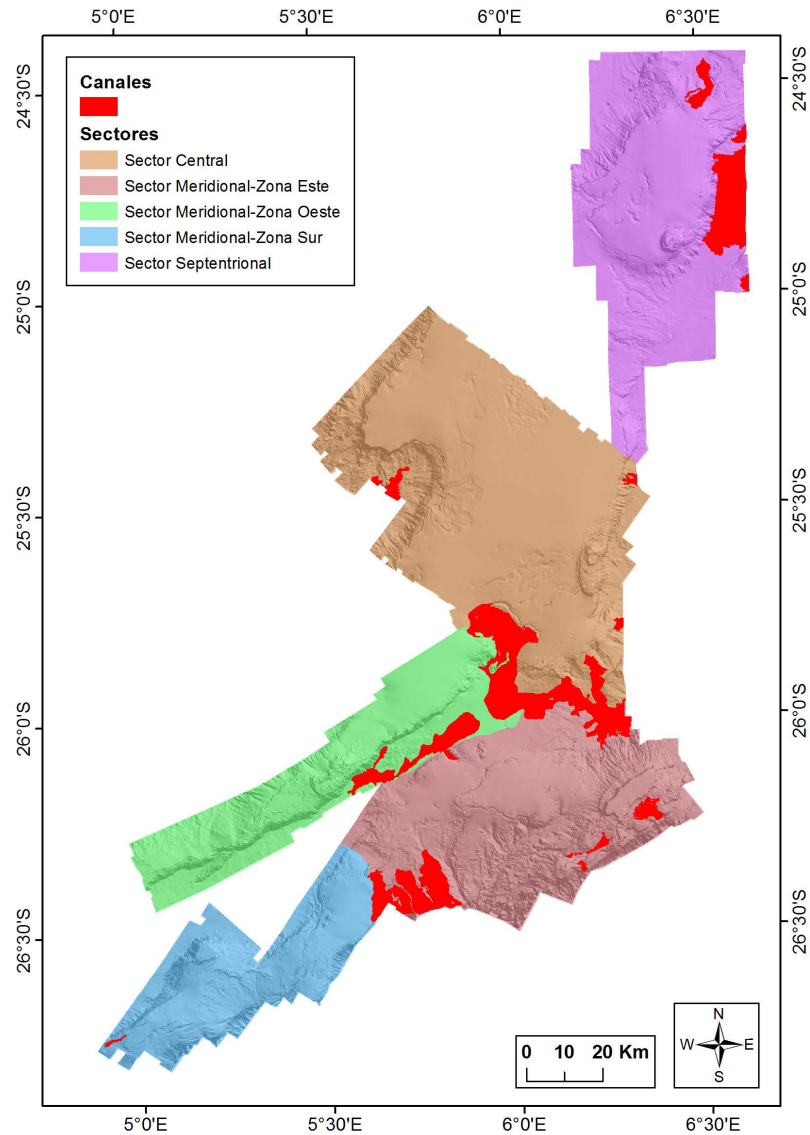 5°0'E 5°30'E 6°0'E 6°30'E
Canales
Sectores
Sector Central
Sector Meridional-Zona Este
Sector Meridional-Zona Oeste
Sector Meridional-Zona Sur
Sector Septentrional
24°30'S 24°30'S
25°0'S 25°0'S
25°30'S 25°30'S
26°0'S 26°0'S
26°30'S 26°30'S
0 10 20 Km
N
W E
S
5°0'E 5°30'E 6°0'E 6°30'E